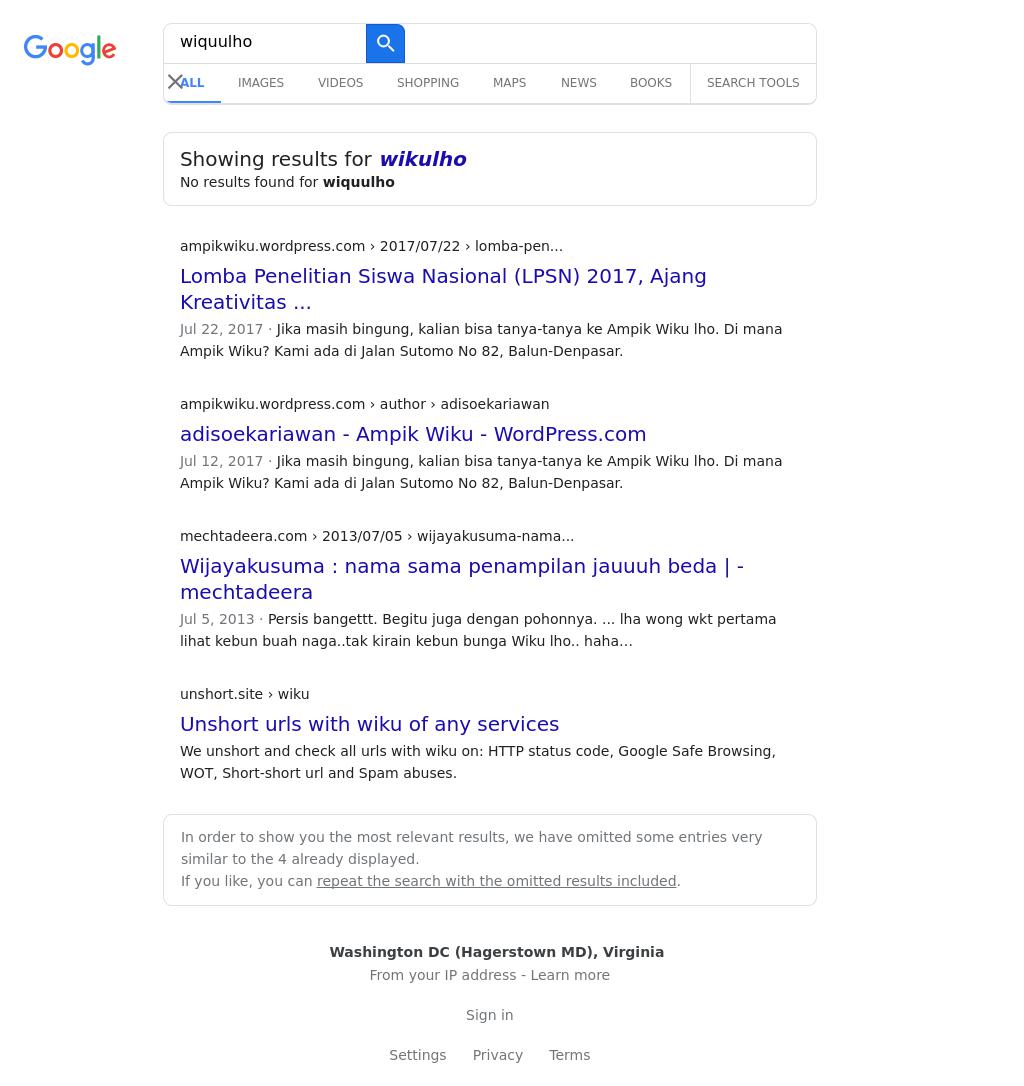 Google
wiquulho
ALL IMAGES VIDEOS SHOPPING MAPS NEWS BOOKS SEARCH TOOLS
Showing results for wikulho
No results found for wiquulho
ampikwiku.wordpress.com › 2017/07/22 › lomba-pen...
Lomba Penelitian Siswa Nasional (LPSN) 2017, Ajang
Kreativitas ...
Jul 22, 2017 · Jika masih bingung, kalian bisa tanya-tanya ke Ampik Wiku lho. Di mana
Ampik Wiku? Kami ada di Jalan Sutomo No 82, Balun-Denpasar.
ampikwiku.wordpress.com › author › adisoekariawan
adisoekariawan - Ampik Wiku - WordPress.com
Jul 12, 2017 · Jika masih bingung, kalian bisa tanya-tanya ke Ampik Wiku lho. Di mana
Ampik Wiku? Kami ada di Jalan Sutomo No 82, Balun-Denpasar.
mechtadeera.com › 2013/07/05 › wijayakusuma-nama...
Wijayakusuma : nama sama penampilan jauuuh beda | -
mechtadeera
Jul 5, 2013 · Persis bangettt. Begitu juga dengan pohonnya. ... lha wong wkt pertama
lihat kebun buah naga..tak kirain kebun bunga Wiku lho.. haha…
unshort.site › wiku
Unshort urls with wiku of any services
We unshort and check all urls with wiku on: HTTP status code, Google Safe Browsing,
WOT, Short-short url and Spam abuses.
In order to show you the most relevant results, we have omitted some entries very
similar to the 4 already displayed.
If you like, you can repeat the search with the omitted results included.
Washington DC (Hagerstown MD), Virginia
From your IP address - Learn more
Sign in
Settings Privacy Terms